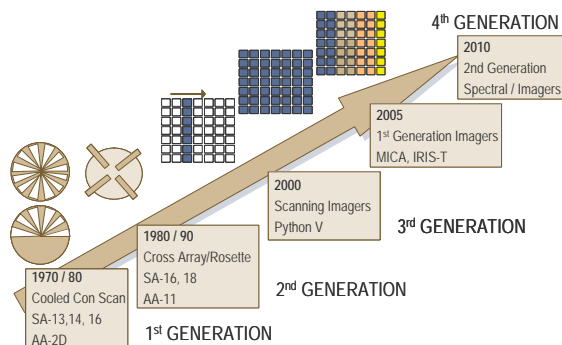 4th GENERATION
2010
2nd Generation
Spectral / Imagers
2005
1st Generation Imagers
MICA, IRIS-T
2000
Scanning Imagers
Python V
3rd GENERATION
1980 / 90
Cross Array/Rosette
SA-16, 18
AA-11
2nd GENERATION
1970 / 80
Cooled Con Scan
SA-13,14, 16
AA-2D
1st GENERATION